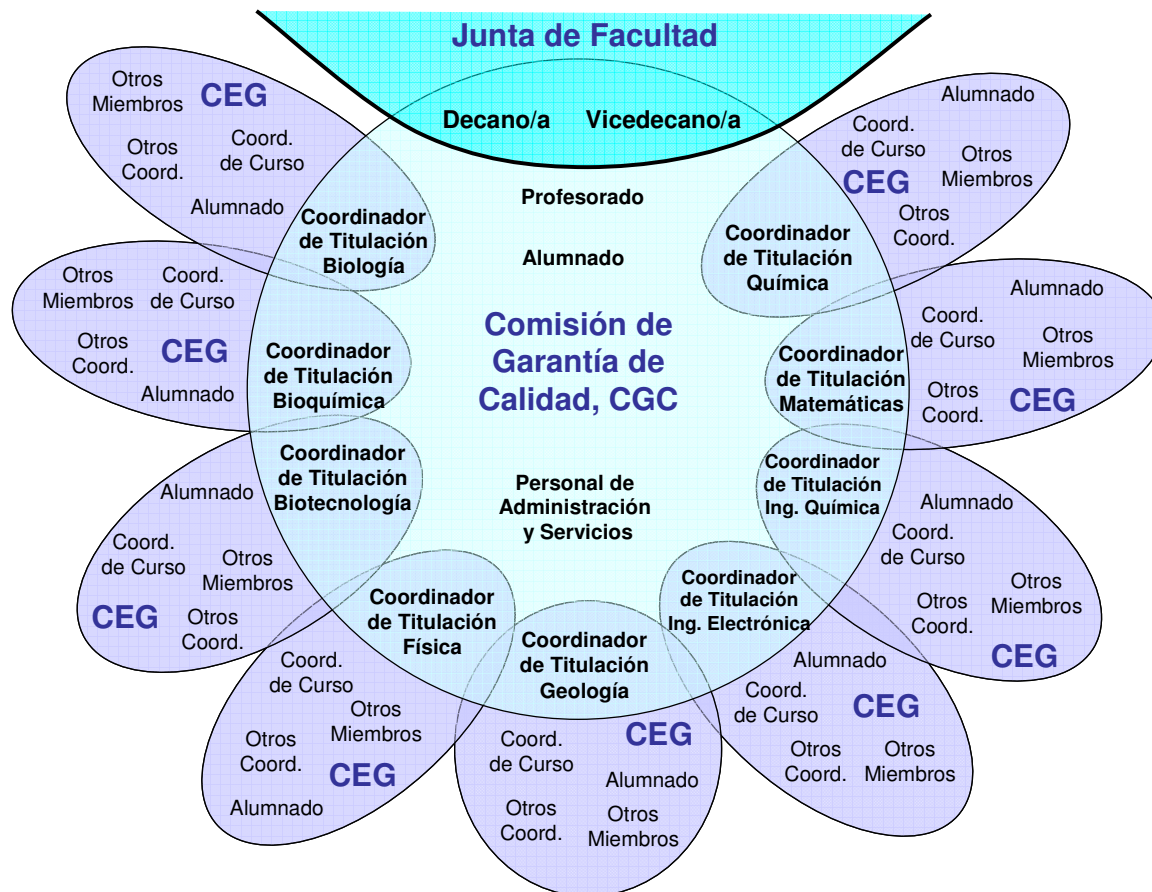 Junta de Facultad
Decano/a Vicedecano/a
Profesorado
Alumnado
Comisión de
Garantía de
Calidad, CGC
Personal de
Administración
y Servicios
Otros
Miembros
CEG
Otros
Coord.
Coord.
de Curso
Alumnado
Coordinador
de Titulación
Biología
Otros
Miembros
Coord.
de Curso
Otros
Coord.
CEG
Alumnado
Coordinador
de Titulación
Bioquímica
Coordinador
de Titulación
Biotecnología
Alumnado
Coord.
de Curso
Otros
Miembros
CEG
Otros
Coord.
Coordinador
de Titulación
Física
Coord.
de Curso
Otros
Miembros
Otros
Coord.
CEG
Alumnado
Coordinador
de Titulación
Geología
Coord.
de Curso
CEG
Alumnado
Otros
Coord.
Otros
Miembros
Coordinador
de Titulación
Ing. Electrónica
Alumnado
Coord.
de Curso
CEG
Otros
Coord.
Otros
Miembros
Coordinador
de Titulación
Ing. Química
Alumnado
Coord.
de Curso
Otros
Miembros
Otros
Coord.
CEG
Coordinador
de Titulación
Matemáticas
Alumnado
Coord.
de Curso
Otros
Miembros
Otros
Coord.
CEG
Coordinador
de Titulación
Química
Alumnado
Coord.
de Curso
Otros
Miembros
CEG
Otros
Coord.